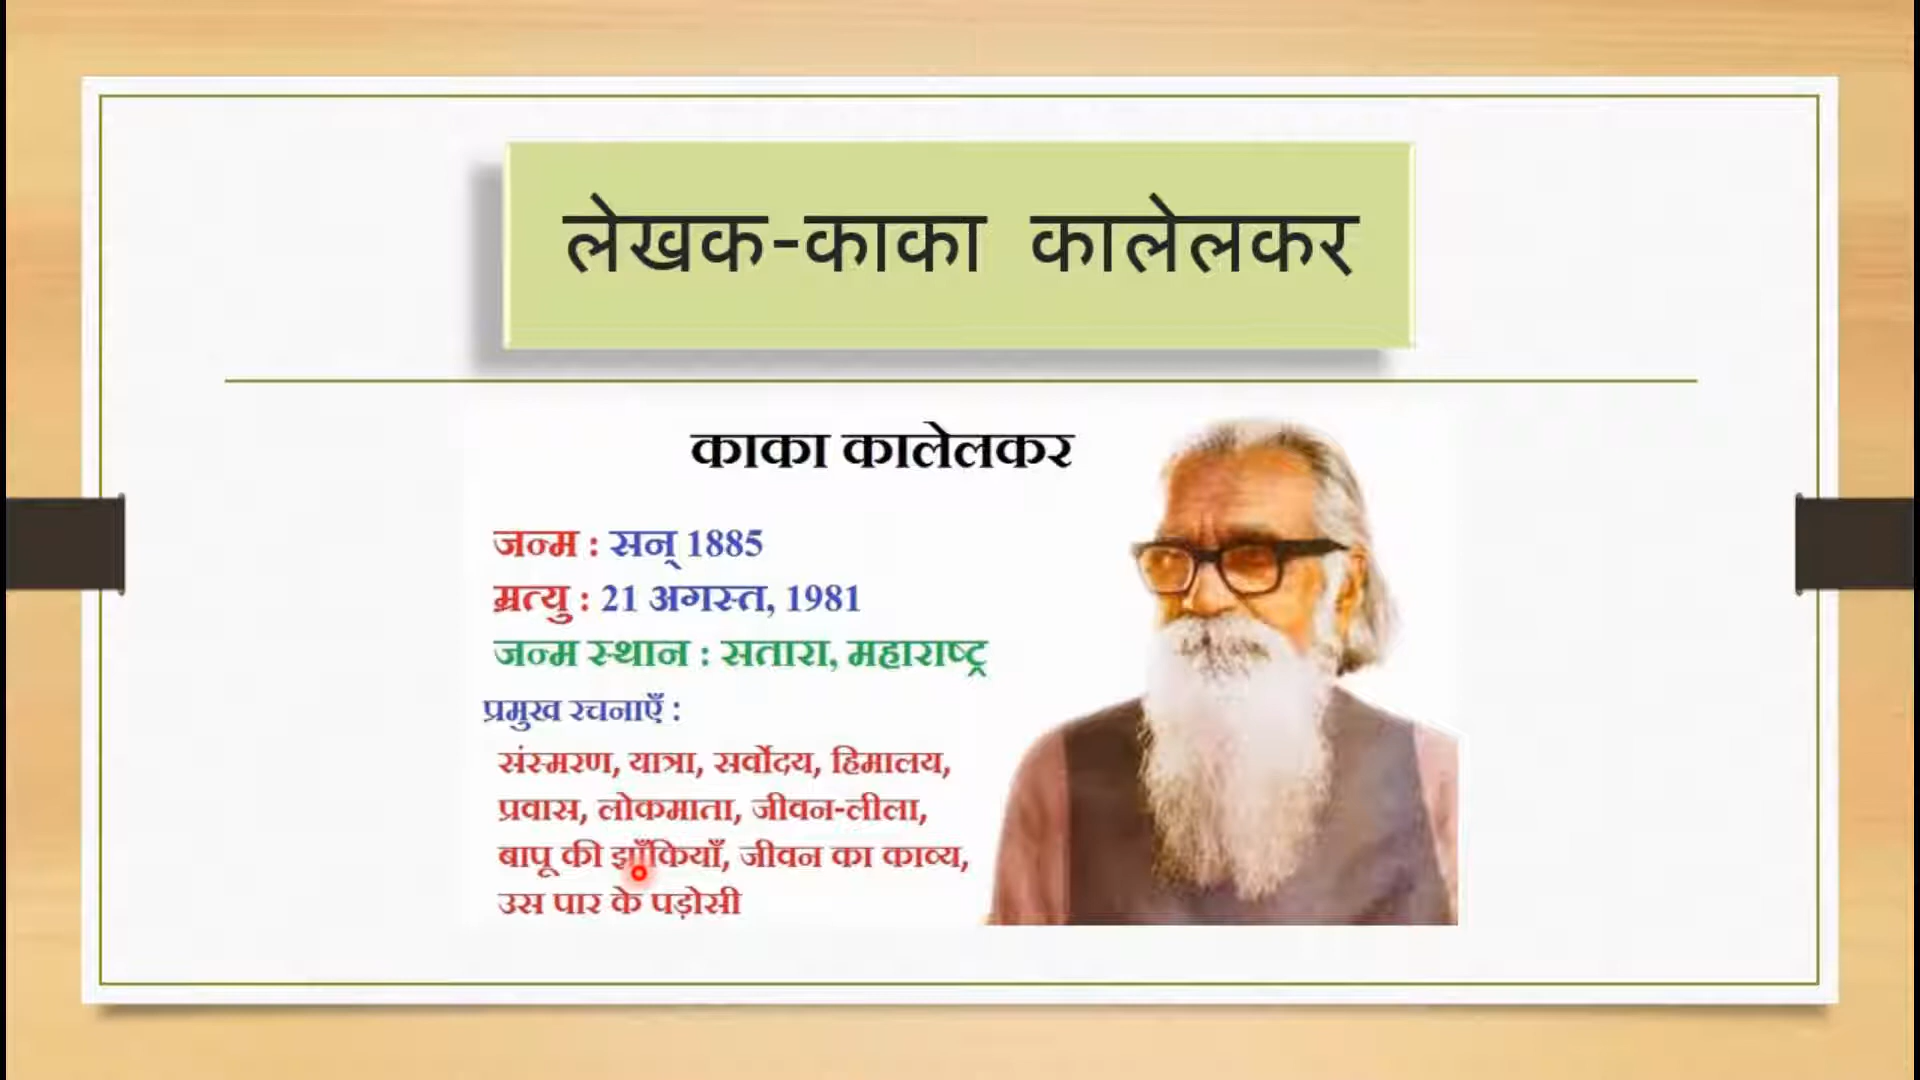 लेखक-काका कालेलकर
काका कालेलकर
जन्म : सन् 1885
म्रत्यु : 21 अगस्त, 1981
जन्म स्थान : सतारा, महाराष्ट्र
प्रमुख रचनाएँ :
संस्मरण, यात्रा, सर्वोदय, हिमालय,
प्रवास, लोकमाता, जीवन-लीला,
बापू की झाँकियाँ, जीवन का काव्य,
उस पार के पड़ोसी